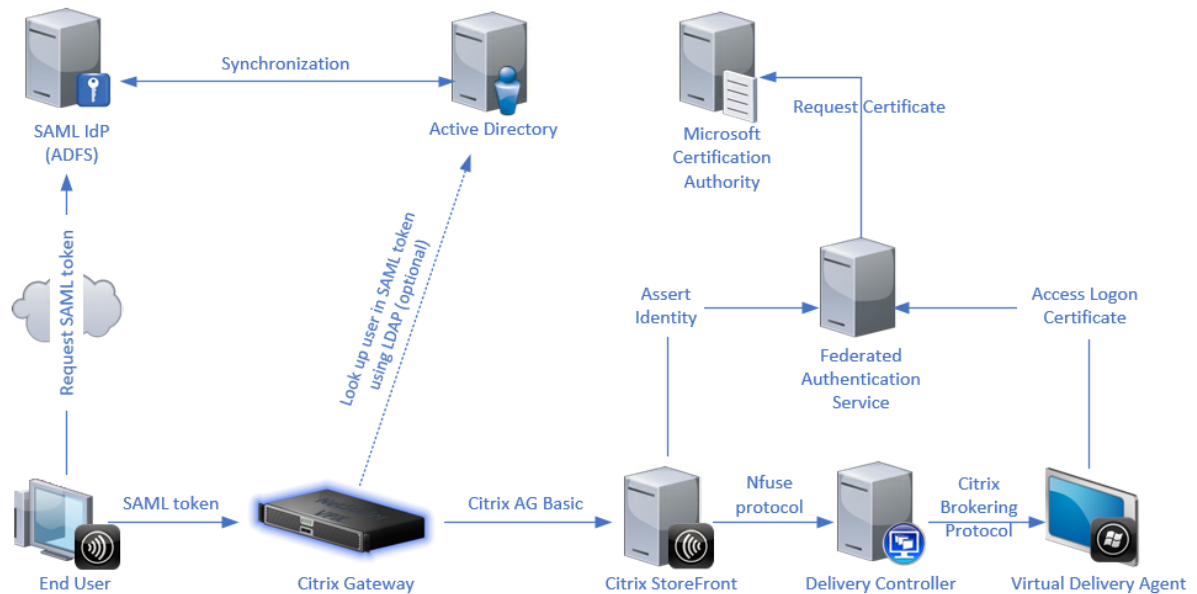 Synchronization
SAML IdP
(ADFS)
Active Directory
Request Certificate
Microsoft
Certification
Authority
Request SAML token
Look up user in SAML token
using LDAP (optional)
Assert
Identity
Access Logon
Certificate
Federated
Authentication
Service
SAML token
Citrix AG Basic
Nfuse
protocol
Citrix
Brokering
Protocol
VPX
End User
Citrix Gateway
Citrix StoreFront
Delivery Controller
Virtual Delivery Agent